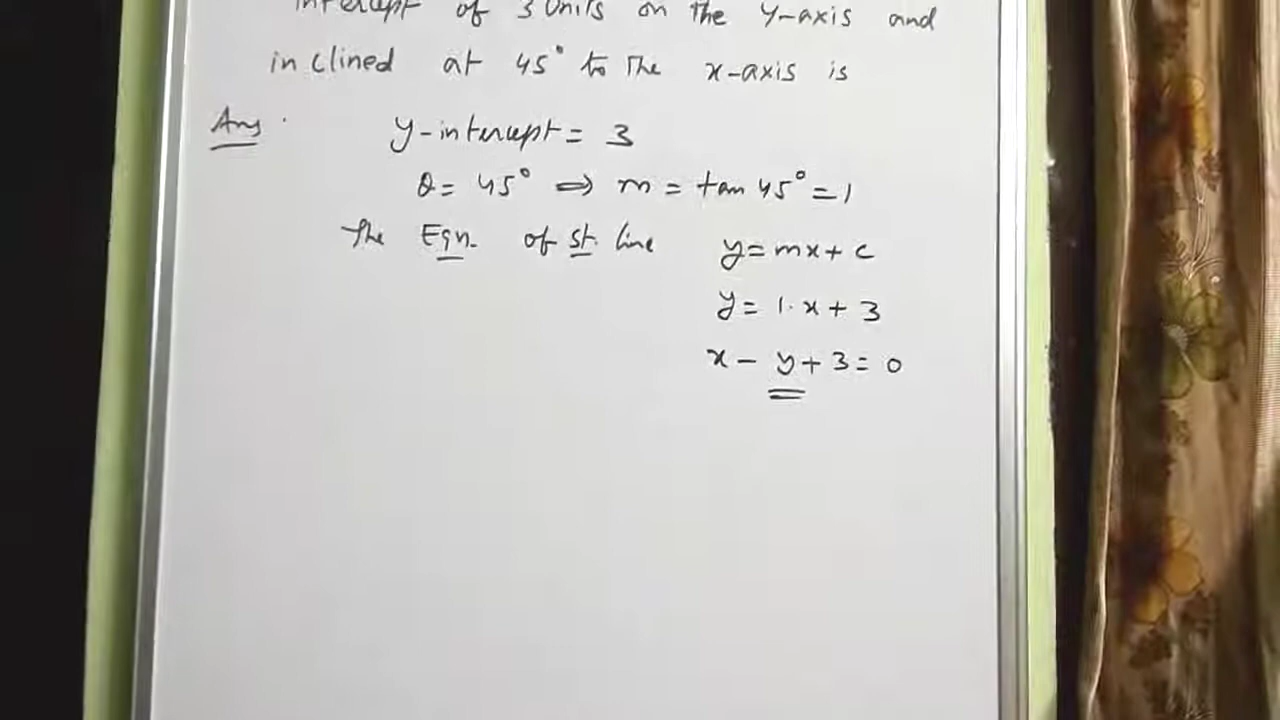 intercept of 3 Units on the y-axis and
inclined at 45° to the x-axis is
Ans.
y-intercept = 3
θ = 45° ⇒ m = tan 45° = 1
The Eqn. of st. line y = mx + c
y = 1·x + 3
x - y + 3 = 0